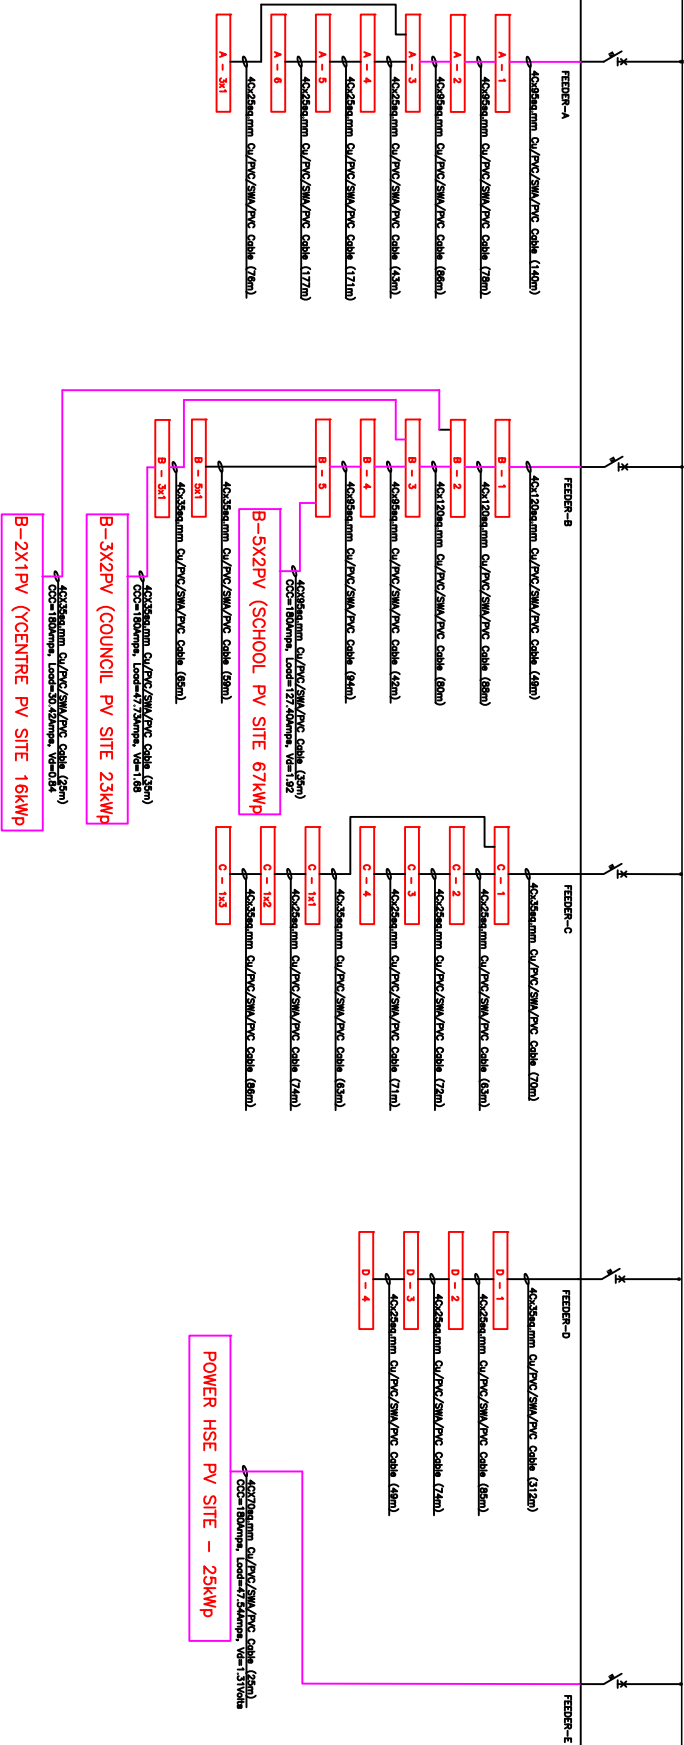 FEEDER-A
4Cx95sq.mm Cu/PVC/SWA/PVC Cable (140m)
A - 1
4Cx95sq.mm Cu/PVC/SWA/PVC Cable (78m)
A - 2
4Cx95sq.mm Cu/PVC/SWA/PVC Cable (86m)
A - 3
4Cx25sq.mm Cu/PVC/SWA/PVC Cable (43m)
A - 4
4Cx25sq.mm Cu/PVC/SWA/PVC Cable (171m)
A - 5
4Cx25sq.mm Cu/PVC/SWA/PVC Cable (177m)
A - 6
4Cx25sq.mm Cu/PVC/SWA/PVC Cable (76m)
A - 3x1
FEEDER-B
4Cx120sq.mm Cu/PVC/SWA/PVC Cable (49m)
B - 1
4Cx120sq.mm Cu/PVC/SWA/PVC Cable (88m)
B - 2
4Cx120sq.mm Cu/PVC/SWA/PVC Cable (80m)
B - 3
4Cx95sq.mm Cu/PVC/SWA/PVC Cable (42m)
B - 4
4Cx95sq.mm Cu/PVC/SWA/PVC Cable (94m)
B - 5
4CX95sq.mm Cu/PVC/SWA/PVC Cable (35m)
CCC=180Amps, Load=127.40Amps, Vd=1.92
B-5X2PV (SCHOOL PV SITE 67kWp
4Cx35sq.mm Cu/PVC/SWA/PVC Cable (59m)
B - 5x1
4Cx35sq.mm Cu/PVC/SWA/PVC Cable (65m)
B - 3x1
4CX35sq.mm Cu/PVC/SWA/PVC Cable (35m)
CCC=180Amps, Load=47.73Amps, Vd=1.68
B-3X2PV (COUNCIL PV SITE 23kWp
4CX35sq.mm Cu/PVC/SWA/PVC Cable (25m)
CCC=180Amps, Load=30.42Amps, Vd=0.84
B-2X1PV (YCENTRE PV SITE 16kWp
FEEDER-C
4Cx35sq.mm Cu/PVC/SWA/PVC Cable (70m)
C - 1
4Cx25sq.mm Cu/PVC/SWA/PVC Cable (63m)
C - 2
4Cx25sq.mm Cu/PVC/SWA/PVC Cable (72m)
C - 3
4Cx25sq.mm Cu/PVC/SWA/PVC Cable (71m)
C - 4
4Cx35sq.mm Cu/PVC/SWA/PVC Cable (63m)
C - 1x1
4Cx25sq.mm Cu/PVC/SWA/PVC Cable (74m)
C - 1x2
4Cx35sq.mm Cu/PVC/SWA/PVC Cable (86m)
C - 1x3
FEEDER-D
4Cx35sq.mm Cu/PVC/SWA/PVC Cable (312m)
D - 1
4Cx25sq.mm Cu/PVC/SWA/PVC Cable (85m)
D - 2
4Cx25sq.mm Cu/PVC/SWA/PVC Cable (74m)
D - 3
4Cx25sq.mm Cu/PVC/SWA/PVC Cable (49m)
D - 4
FEEDER-E
4CX70sq.mm Cu/PVC/SWA/PVC Cable (25m)
CCC=180Amps, Load=47.54Amps, Vd=1.31Volts
POWER HSE PV SITE - 25kWp